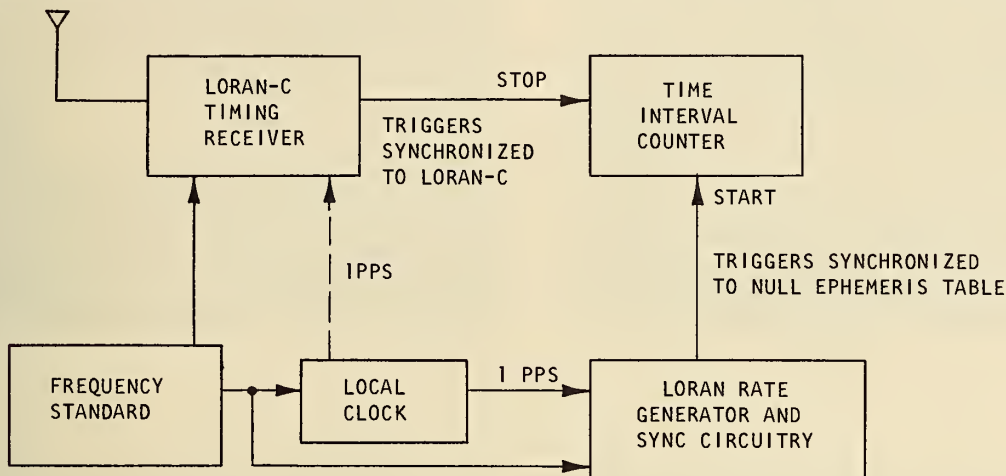 LORAN-C
TIMING
RECEIVER
STOP
TRIGGERS
SYNCHRONIZED
TO LORAN-C
TIME
INTERVAL
COUNTER
START
TRIGGERS SYNCHRONIZED
TO NULL EPHEMERIS TABLE
1PPS
FREQUENCY
STANDARD
LOCAL
CLOCK
1 PPS
LORAN RATE
GENERATOR AND
SYNC CIRCUITRY